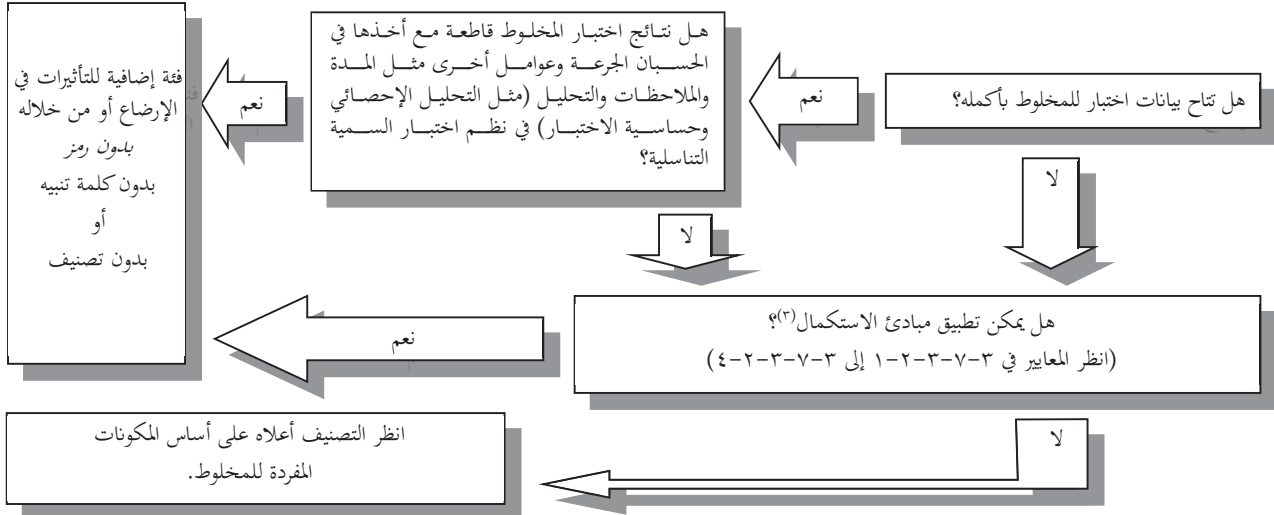 هل تتاح بيانات اختبار للمخلوط بأكمله؟
نعم
هل نتائج اختبار المخلوط قاطعة مع أخذها في
الحسبان الجرعة وعوامل أخرى مثل المدة
والملاحظات والتحليل (مثل التحليل الإحصائي
وحساسية الاختبار) في نظم اختبار السمية
التناسلية؟
نعم
فئة إضافية للتأثيرات في
الإرضاع أو من خلاله
بدون رمز
بدون كلمة تنبيه
أو
بدون تصنيف
لا
لا
هل يمكن تطبيق مبادئ الاستكمال(٣)؟
(انظر المعايير في ٣-٧-٣-٢-١ إلى ٣-٧-٣-٢-٤)
نعم
لا
انظر التصنيف أعلاه على أساس المكونات
المفردة للمخلوط.